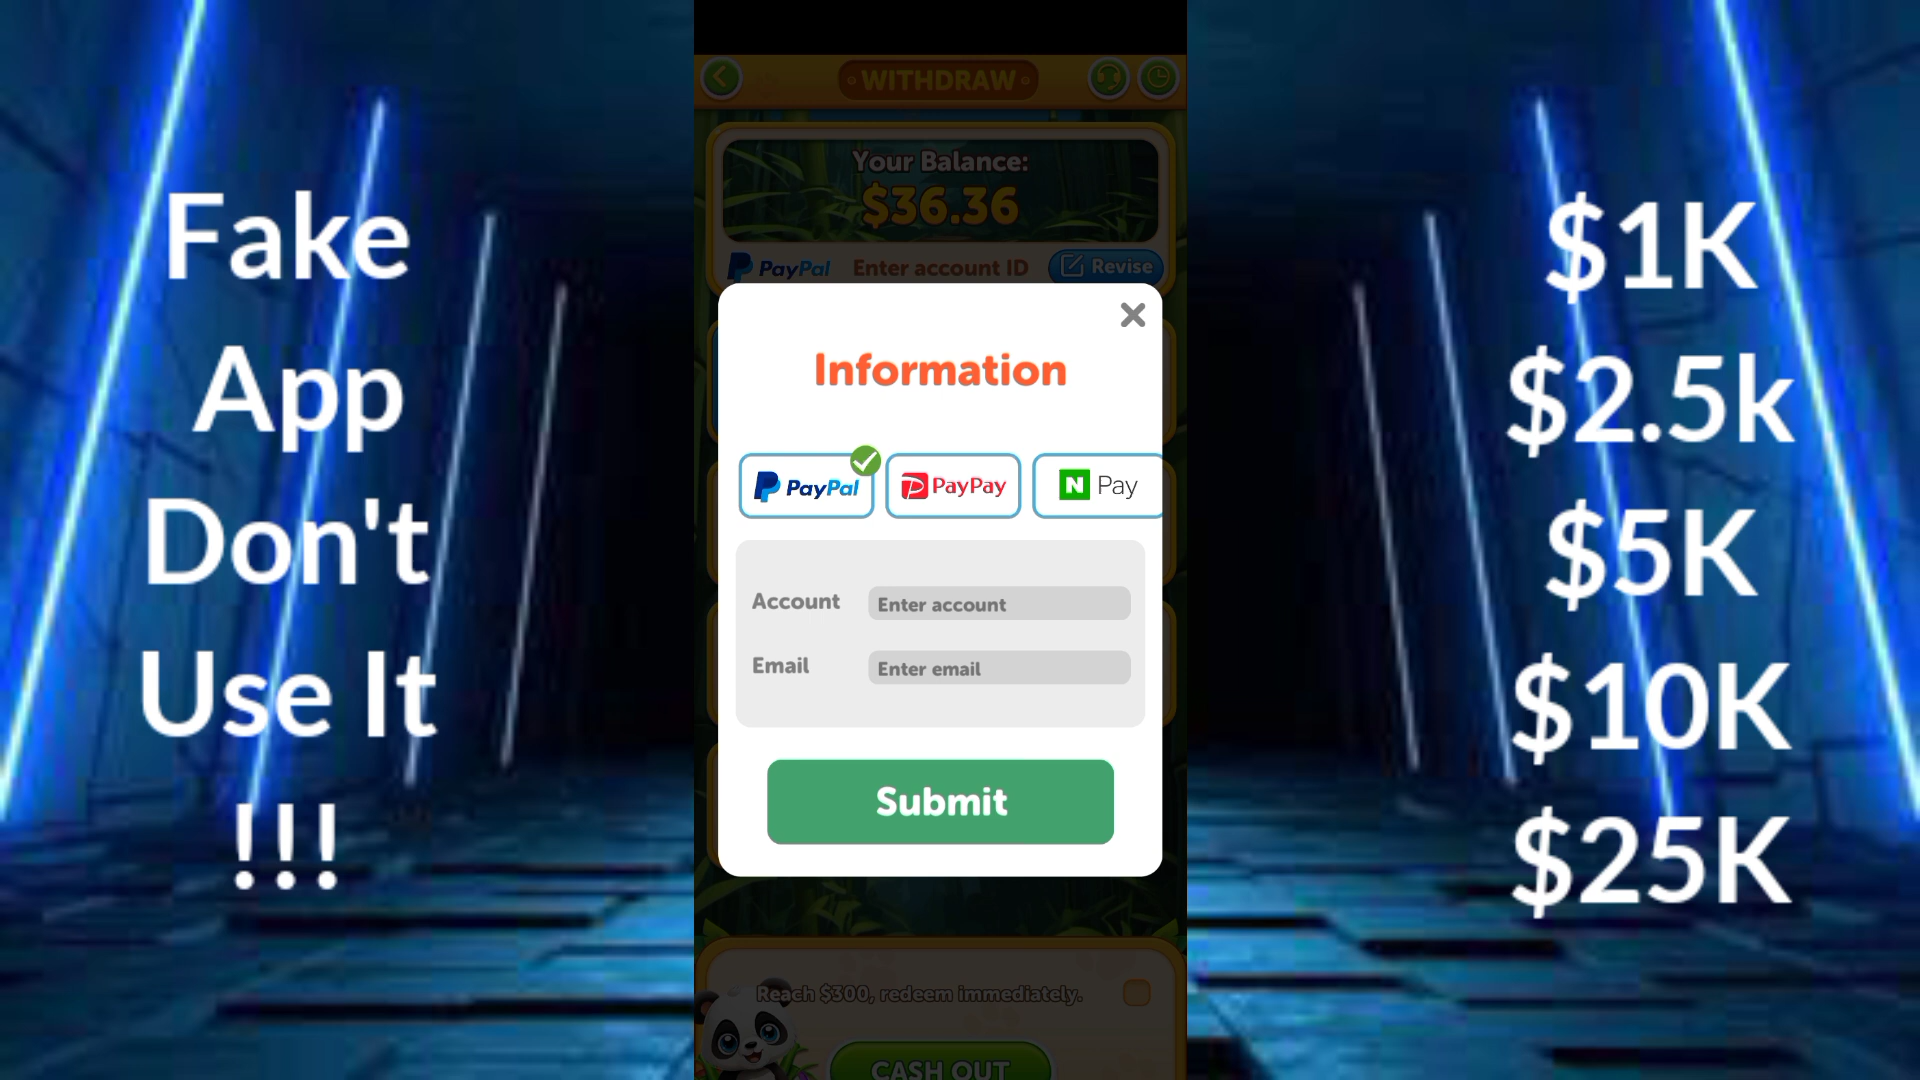 Fake
App
Don't
Use It
!!!
WITHDRAW
Your Balance:
$36.36
PayPal Enter account ID Revise
Information
PayPal PayPay N Pay
Account Enter account
Email Enter email
Submit
Reach $300, redeem immediately.
CASH OUT
$1K
$2.5k
$5K
$10K
$25K